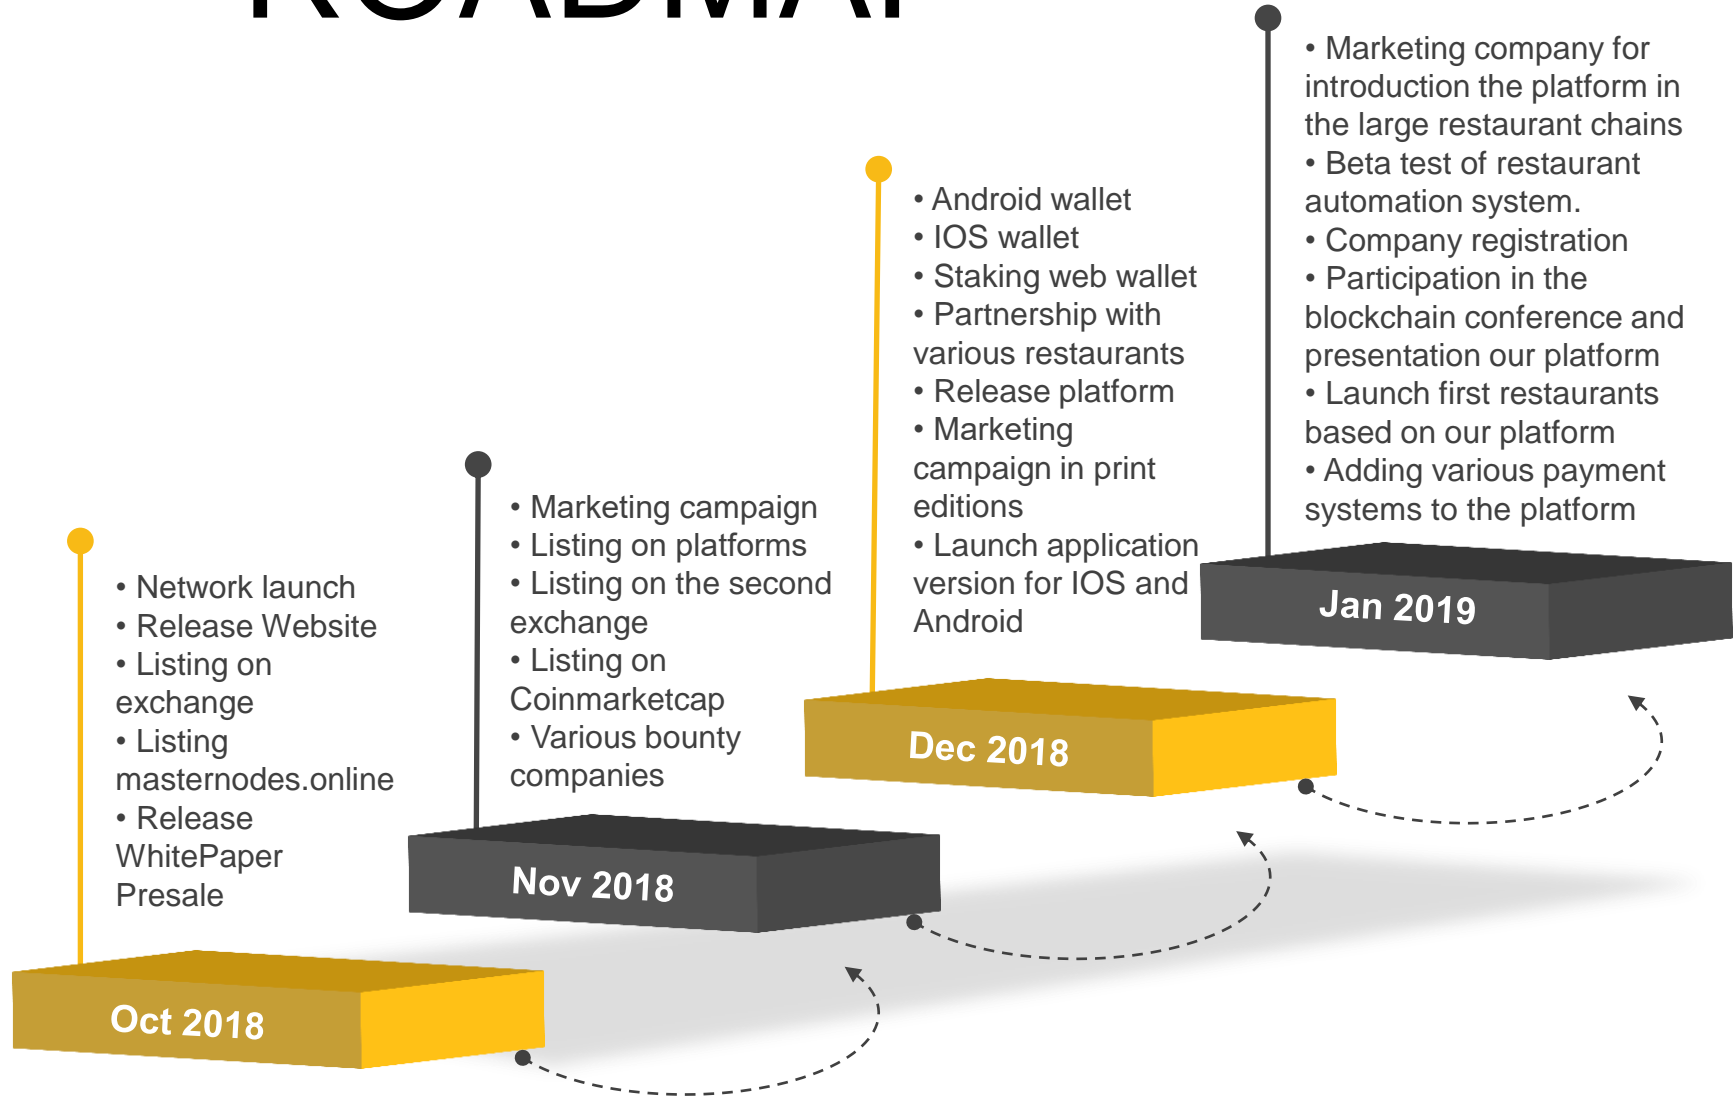 ROADMAP
• Network launch
• Release Website
• Listing on
exchange
• Listing
masternodes.online
• Release
WhitePaper
Presale
Oct 2018
• Marketing campaign
• Listing on platforms
• Listing on the second
exchange
• Listing on
Coinmarketcap
• Various bounty
companies
Nov 2018
• Android wallet
• IOS wallet
• Staking web wallet
• Partnership with
various restaurants
• Release platform
• Marketing
campaign in print
editions
• Launch application
version for IOS and
Android
Dec 2018
• Marketing company for
introduction the platform in
the large restaurant chains
• Beta test of restaurant
automation system.
• Company registration
• Participation in the
blockchain conference and
presentation our platform
• Launch first restaurants
based on our platform
• Adding various payment
systems to the platform
Jan 2019